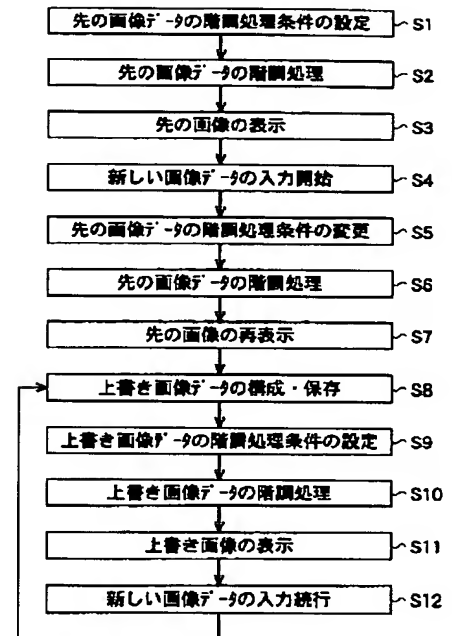 先の画像データの階調処理条件の設定 S1
先の画像データの階調処理 S2
先の画像の表示 S3
新しい画像データの入力開始 S4
先の画像データの階調処理条件の変更 S5
先の画像データの階調処理 S6
先の画像の再表示 S7
上書き画像データの構成・保存 S8
上書き画像データの階調処理条件の設定 S9
上書き画像データの階調処理 S10
上書き画像の表示 S11
新しい画像データの入力続行 S12